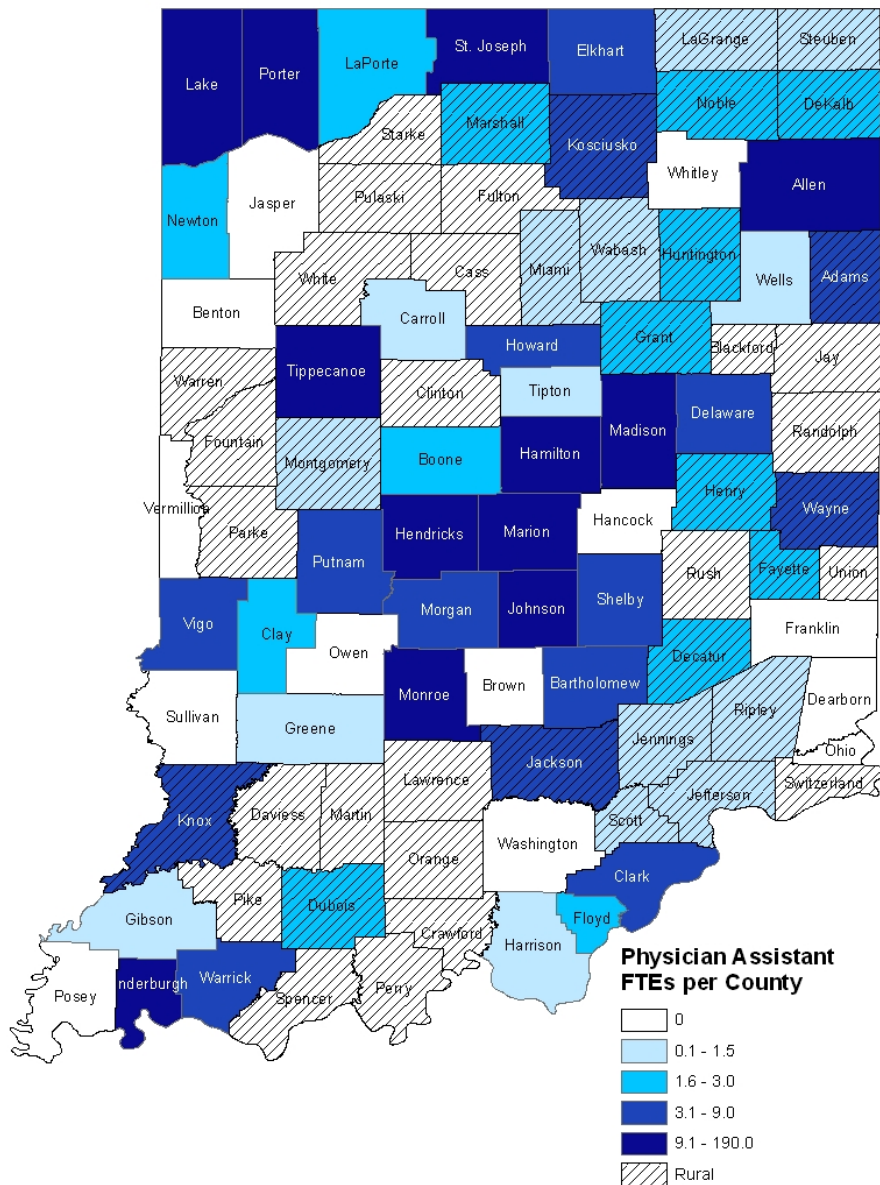 St. Joseph
Elkhart
LaGrange
Steuben
LaPorte
Lake
Porter
Noble
DeKalb
Marshall
Starke
Kosciusko
Whitley
Allen
Jasper
Pulaski
Fulton
Newton
Wabash
Huntington
White
Cass
Miami
Wells
Adams
Benton
Carroll
Howard
Grant
Blackford
Jay
Tippecanoe
Warren
Clinton
Tipton
Delaware
Madison
Randolph
Fountain
Montgomery
Boone
Hamilton
Henry
Vermillion
Wayne
Hancock
Parke
Hendricks
Marion
Putnam
Rush
Fayette
Union
Vigo
Morgan
Johnson
Shelby
Clay
Franklin
Owen
Decatur
Brown
Bartholomew
Monroe
Dearborn
Ripley
Sullivan
Greene
Jennings
Ohio
Jackson
Lawrence
Switzerland
Jefferson
Knox
Daviess
Martin
Scott
Washington
Orange
Clark
Pike
Dubois
Gibson
Floyd
Crawford
Harrison
Posey
nderburgh
Warrick
Spencer
Perry
Physician Assistant
FTEs per County
0
0.1 - 1.5
1.6 - 3.0
3.1 - 9.0
9.1 - 190.0
Rural